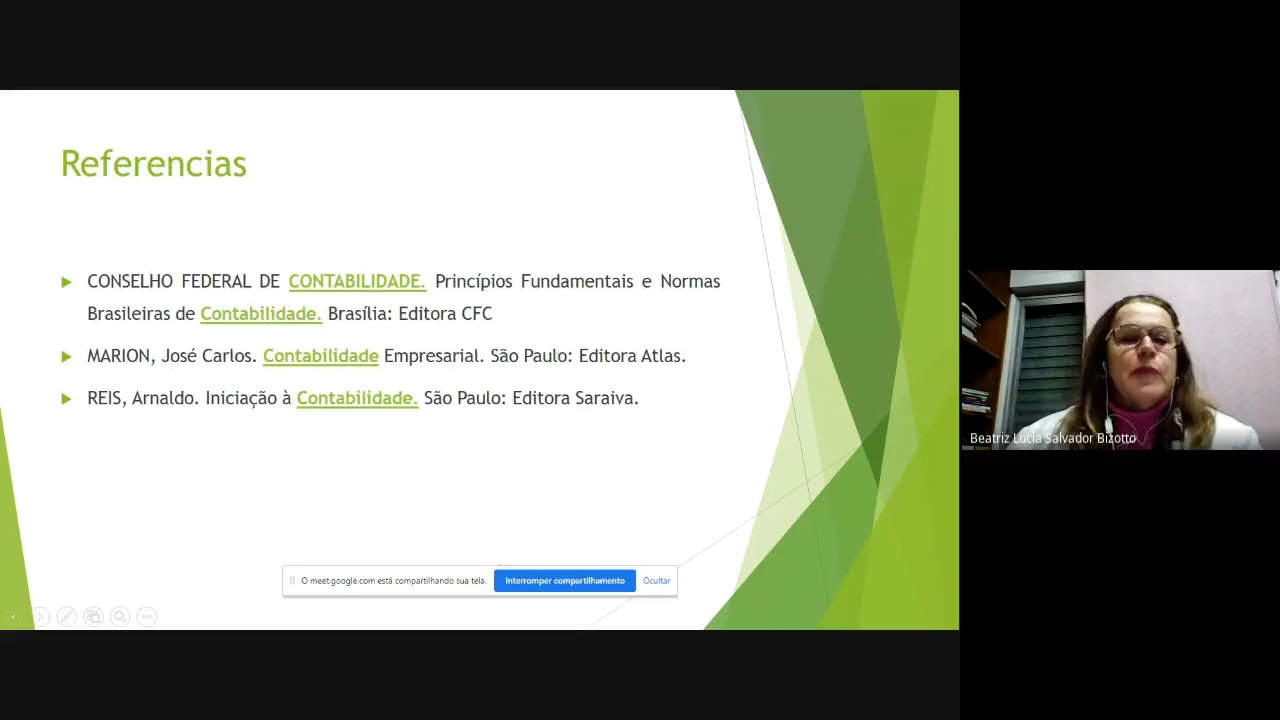 Referencias
CONSELHO FEDERAL DE CONTABILIDADE. Princípios Fundamentais e Normas
Brasileiras de Contabilidade. Brasília: Editora CFC
MARION, José Carlos. Contabilidade Empresarial. São Paulo: Editora Atlas.
REIS, Arnaldo. Iniciação à Contabilidade. São Paulo: Editora Saraiva.
O meet.google.com está compartilhando sua tela. Interromper compartilhamento Ocultar
Beatriz Lucia Salvador Bizotto